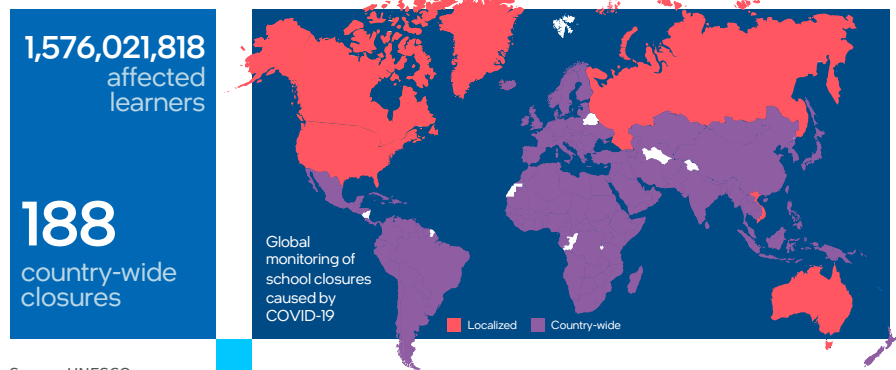 1,576,021,818
affected
learners
188
country-wide
closures
Global
monitoring of
school closures
caused by
COVID-19
Localized
Country-wide